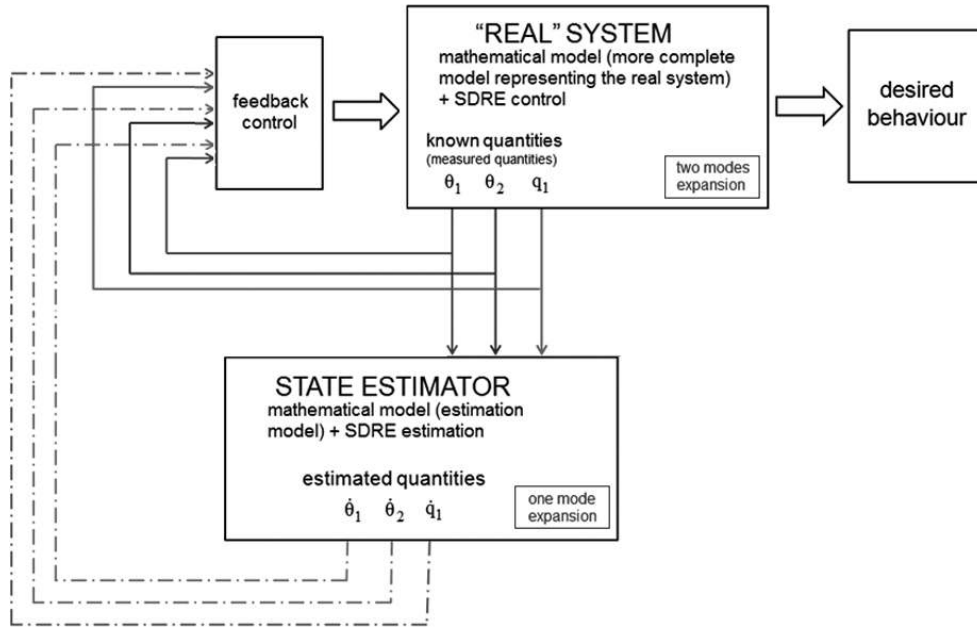 feedback
control
“REAL” SYSTEM
mathematical model (more complete
model representing the real system)
+ SDRE control
known quantities
(measured quantities)
θ₁ θ₂ q₁
two modes
expansion
desired
behaviour
STATE ESTIMATOR
mathematical model (estimation
model) + SDRE estimation
estimated quantities
θ̇₁ θ̇₂ q̇₁
one mode
expansion